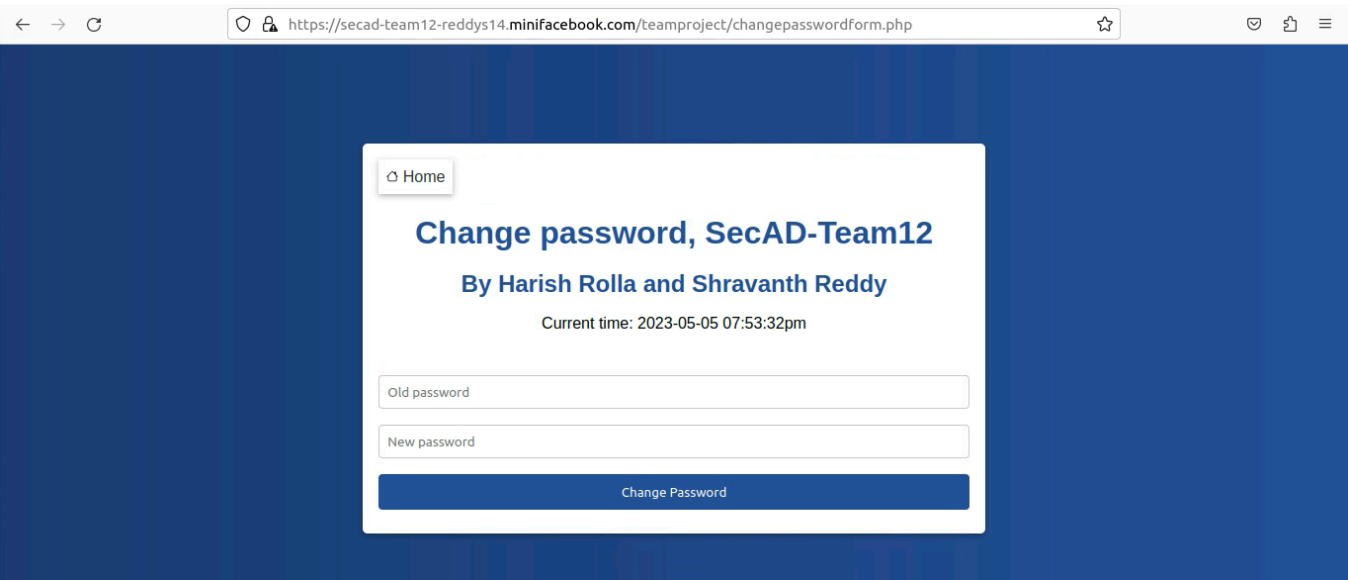 https://secad-team12-reddys14.minifacebook.com/teamproject/changepasswordform.php
Home
Change password, SecAD-Team12
By Harish Rolla and Shravanth Reddy
Current time: 2023-05-05 07:53:32pm
Old password
New password
Change Password